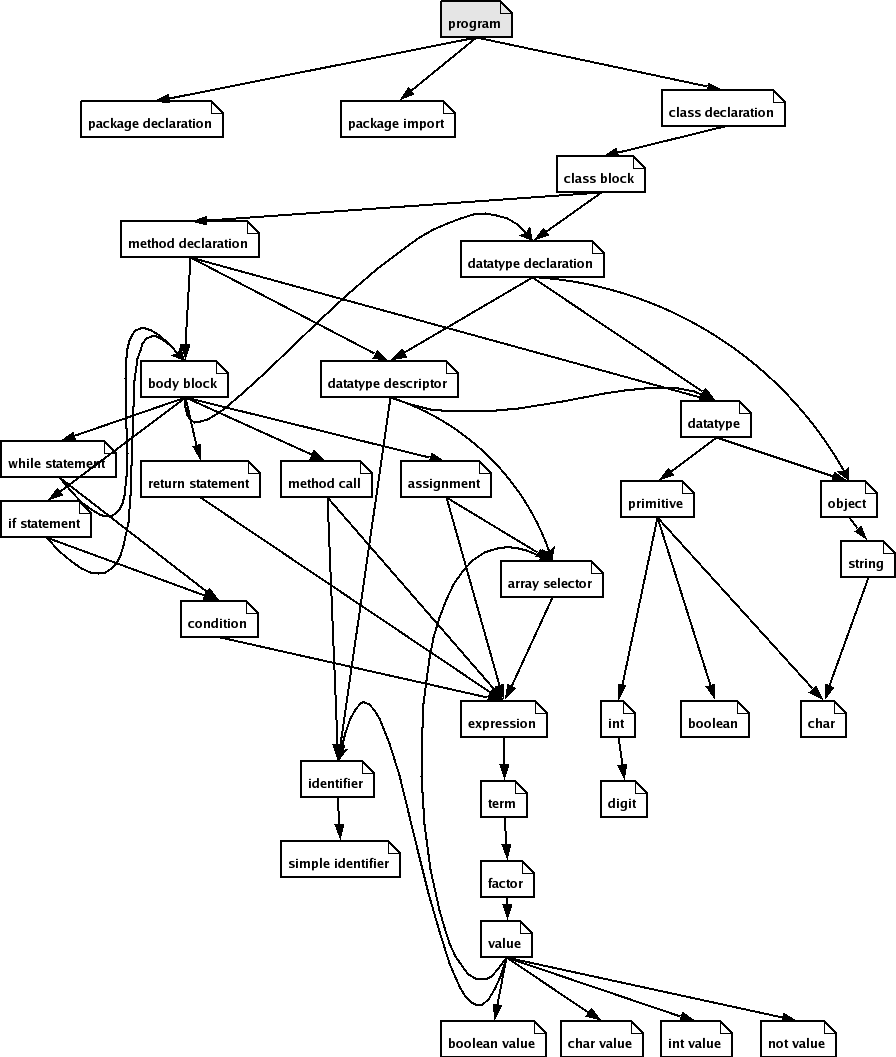 program
package declaration
package import
class declaration
class block
method declaration
datatype declaration
body block
datatype descriptor
datatype
while statement
return statement
method call
assignment
primitive
object
if statement
string
array selector
condition
expression
int
boolean
char
identifier
term
digit
simple identifier
factor
value
boolean value
char value
int value
not value